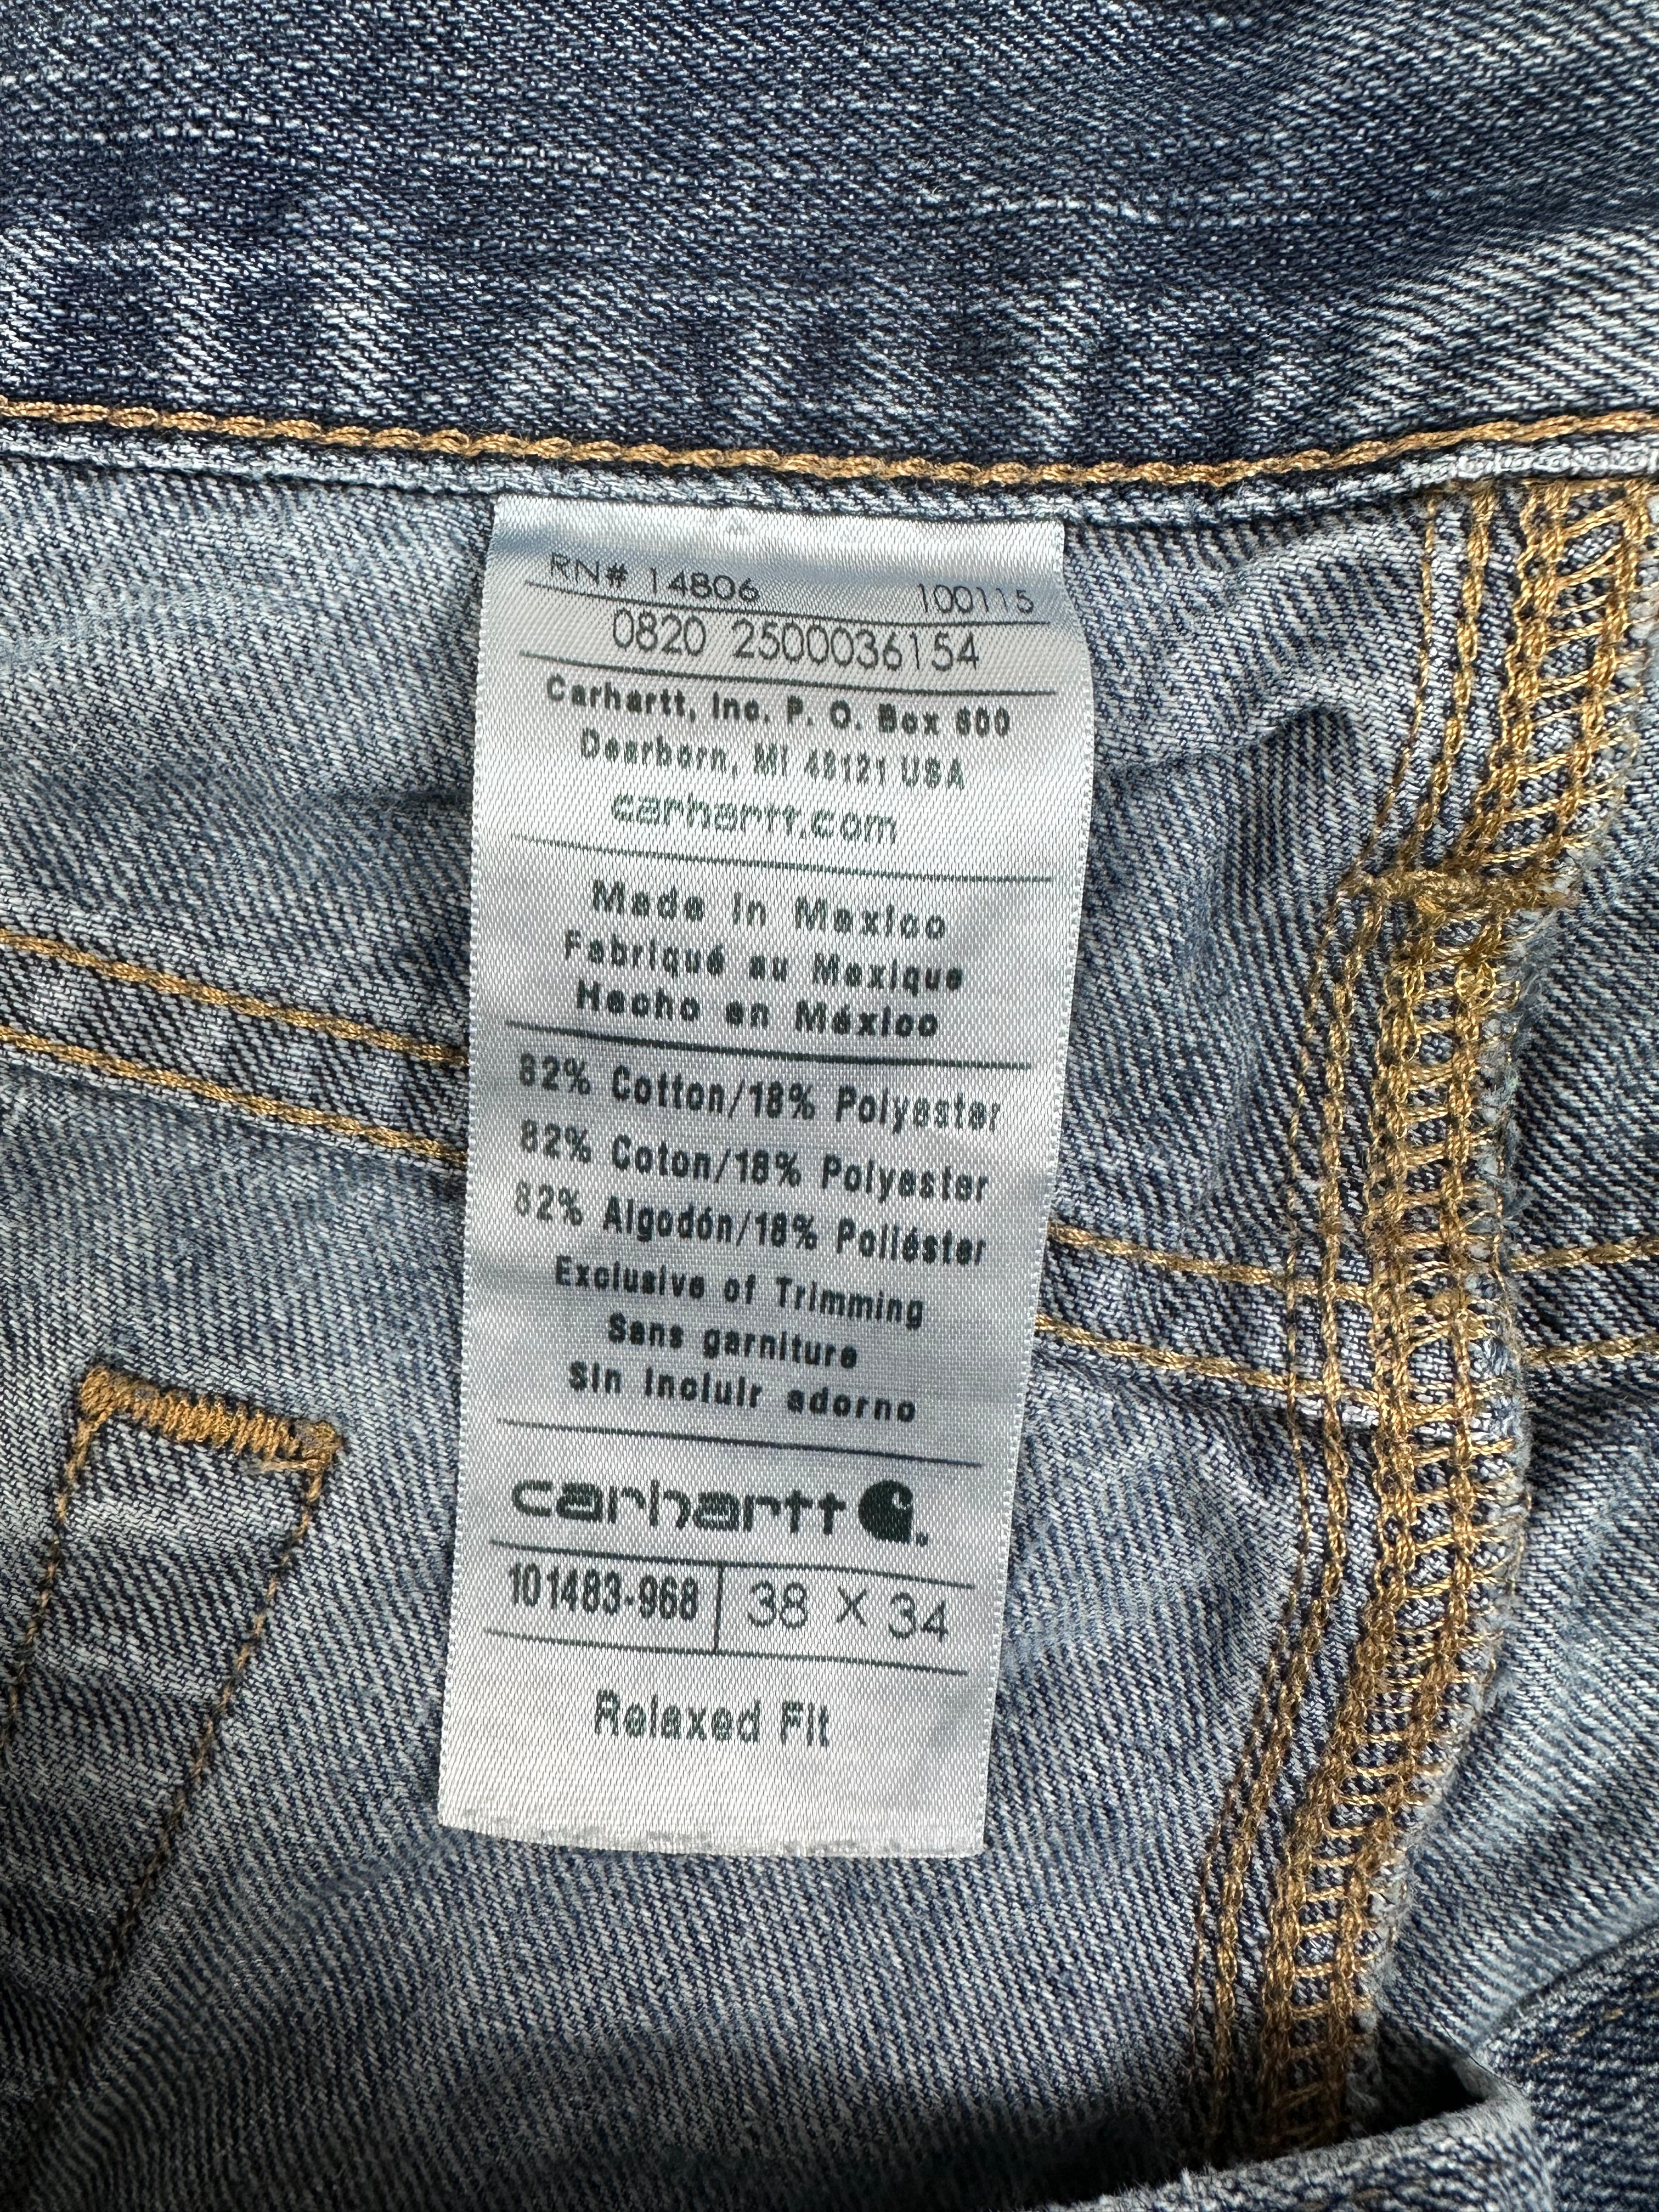 RN# 14806 100115
0820 2500036154
Carhartt, Inc. P. O. Box 600
Dearborn, MI 48121 USA
carhartt.com
Made in Mexico
Fabriqué au Mexique
Hecho en México
82% Cotton/18% Polyester
82% Coton/18% Polyester
82% Algodón/18% Poliéster
Exclusive of Trimming
Sans garniture
Sin incluir adorno
carhartt
101483-968 38 X 34
Relaxed Fit